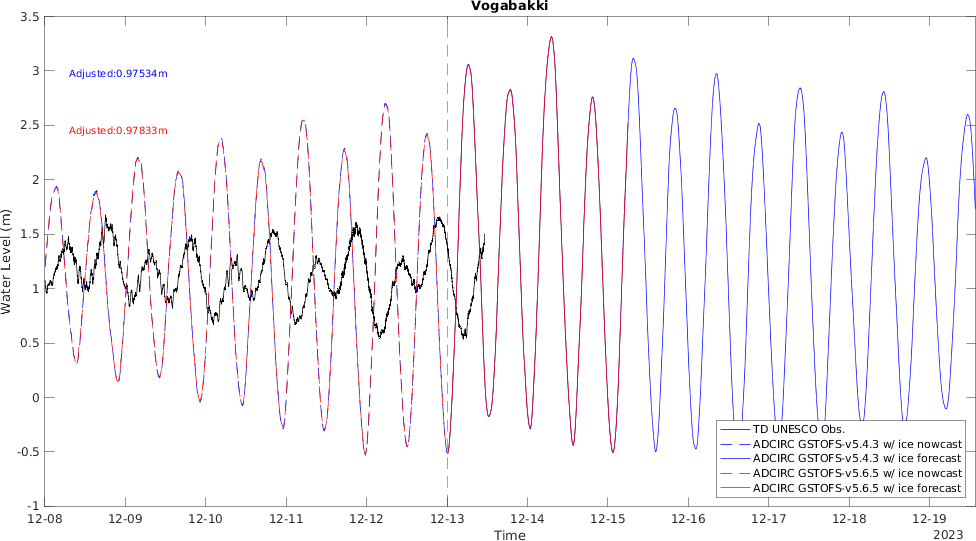 Vogabakki
Water Level (m)
3.5
3
2.5
2
1.5
1
0.5
0
-0.5
-1
Adjusted:0.97534m
Adjusted:0.97833m
TD UNESCO Obs.
ADCIRC GSTOFS-v5.4.3 w/ ice nowcast
ADCIRC GSTOFS-v5.4.3 w/ ice forecast
ADCIRC GSTOFS-v5.6.5 w/ ice nowcast
ADCIRC GSTOFS-v5.6.5 w/ ice forecast
12-08 12-09 12-10 12-11 12-12 12-13 12-14 12-15 12-16 12-17 12-18 12-19
Time
2023